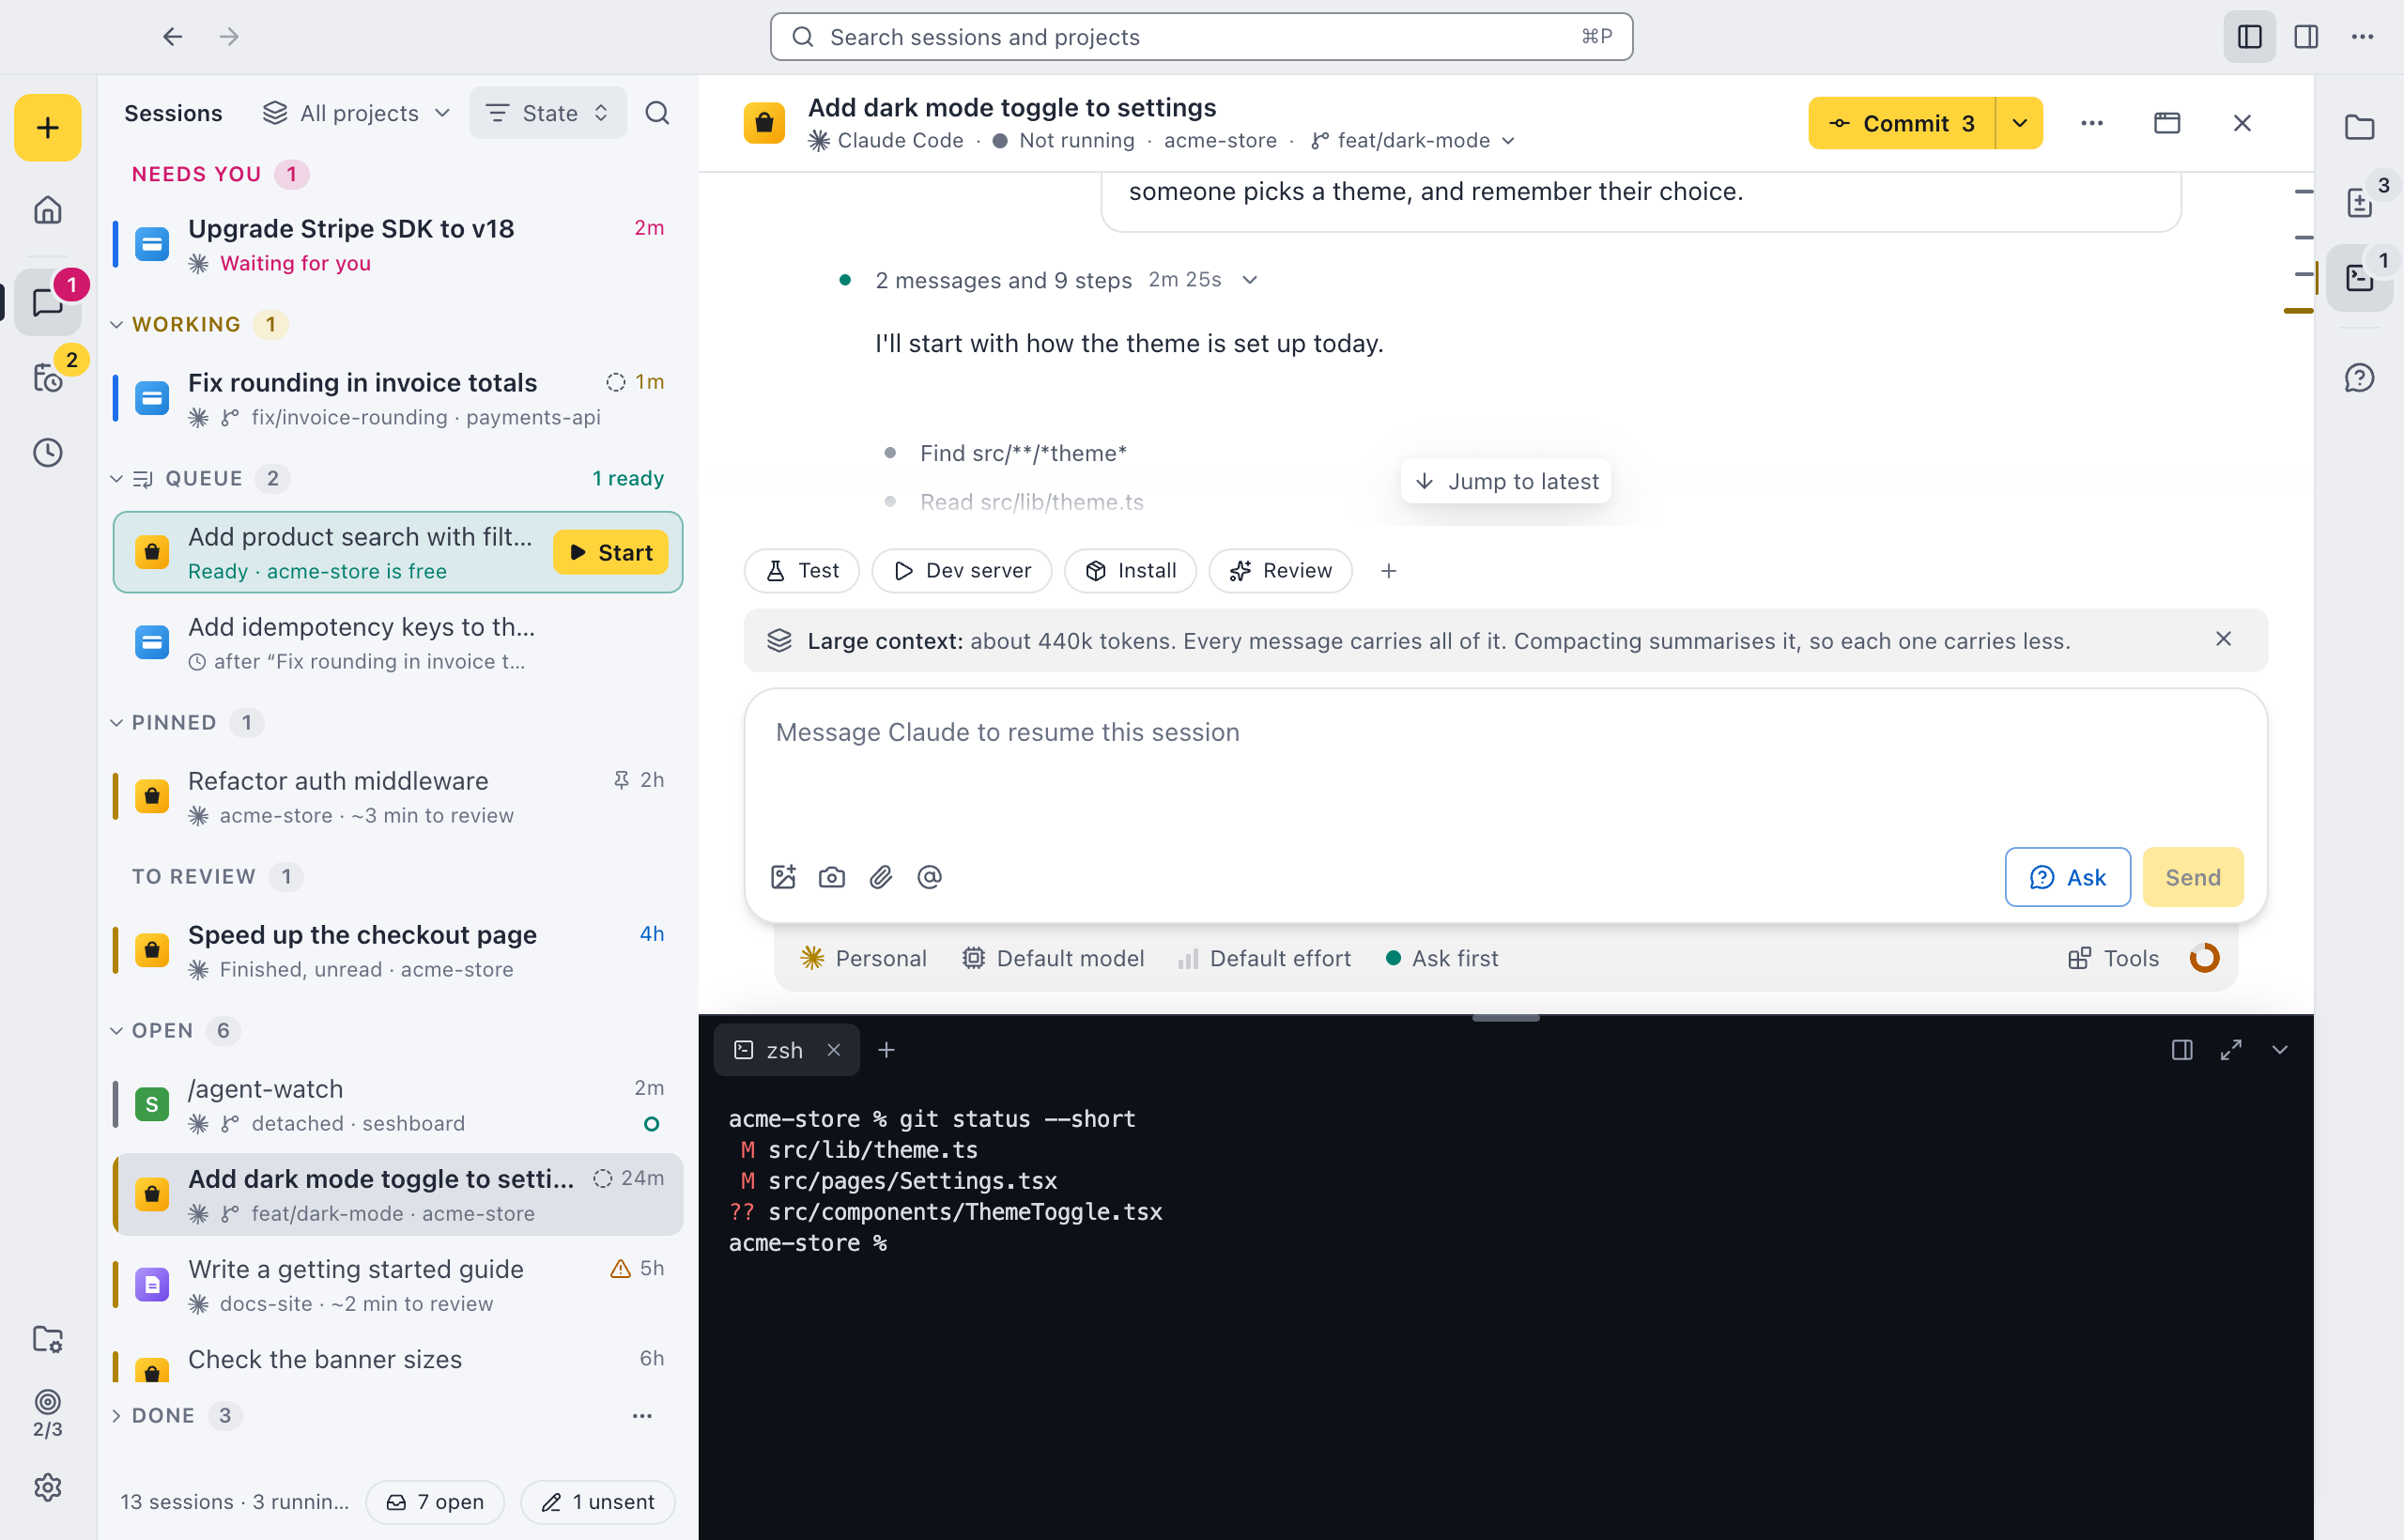 Search sessions and projects ⌘P
Sessions All projects State
NEEDS YOU 1
Upgrade Stripe SDK to v18 2m
Waiting for you
WORKING 1
Fix rounding in invoice totals 1m
fix/invoice-rounding · payments-api
QUEUE 2 1 ready
Add product search with filt... Start
Ready · acme-store is free
Add idempotency keys to th...
after “Fix rounding in invoice t...
PINNED 1
Refactor auth middleware 2h
acme-store · ~3 min to review
TO REVIEW 1
Speed up the checkout page 4h
Finished, unread · acme-store
OPEN 6
S /agent-watch 2m
detached · seshboard
Add dark mode toggle to setti... 24m
feat/dark-mode · acme-store
Write a getting started guide 5h
docs-site · ~2 min to review
Check the banner sizes 6h
DONE 3
13 sessions · 3 runnin... 7 open 1 unsent
1
2
2/3
Add dark mode toggle to settings
Claude Code · Not running · acme-store · feat/dark-mode
Commit 3
someone picks a theme, and remember their choice.
2 messages and 9 steps 2m 25s
I'll start with how the theme is set up today.
Find src/**/*theme*
Read src/lib/theme.ts
Jump to latest
Test Dev server Install Review
Large context: about 440k tokens. Every message carries all of it. Compacting summarises it, so each one carries less.
Message Claude to resume this session
Ask Send
Personal Default model Default effort Ask first Tools
zsh
acme-store % git status --short
M src/lib/theme.ts
M src/pages/Settings.tsx
?? src/components/ThemeToggle.tsx
acme-store %
3
1